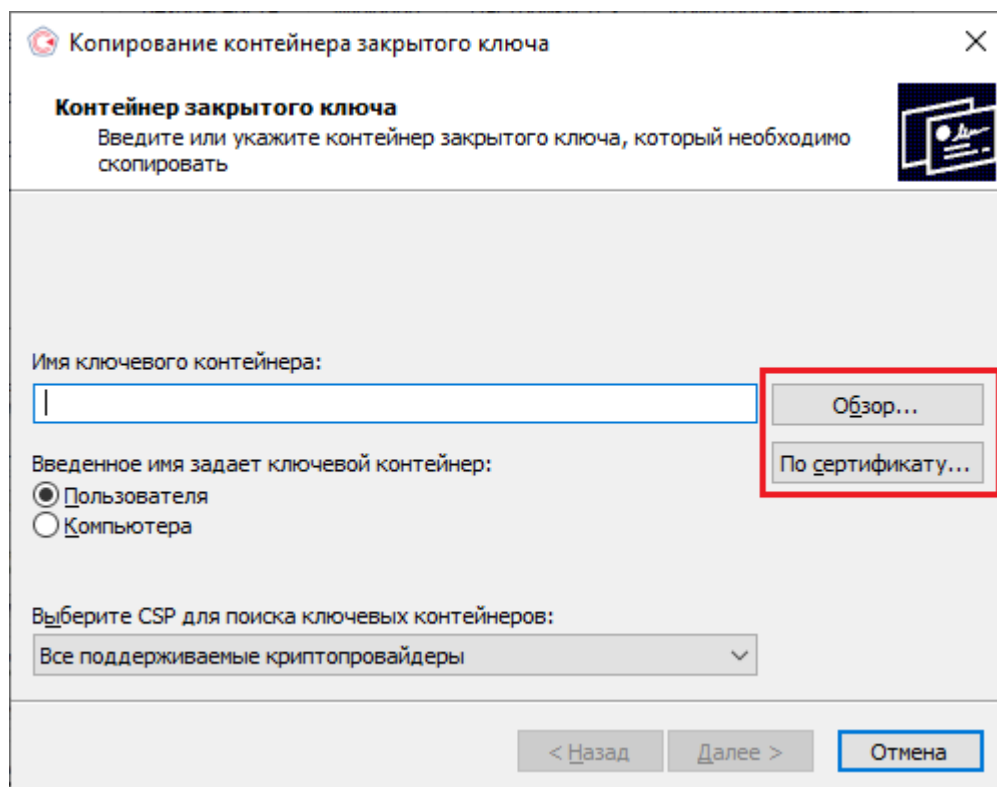 Копирование контейнера закрытого ключа
Контейнер закрытого ключа
Введите или укажите контейнер закрытого ключа, который необходимо
скопировать
Имя ключевого контейнера:
Обзор...
Введенное имя задает ключевой контейнер:
По сертификату...
Пользователя
Компьютера
Выберите CSP для поиска ключевых контейнеров:
Все поддерживаемые криптопровайдеры
< Назад
Далее >
Отмена